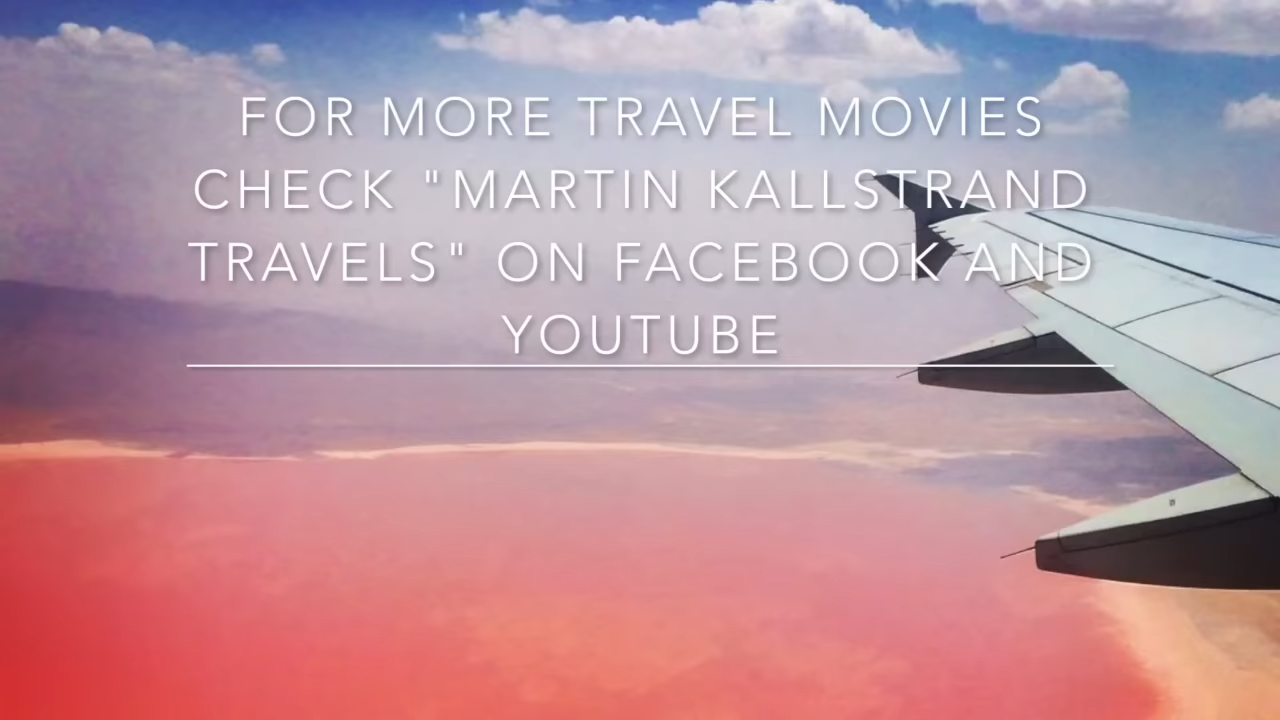 FOR MORE TRAVEL MOVIES
CHECK "MARTIN KALLSTRAND
TRAVELS" ON FACEBOOK AND
YOUTUBE